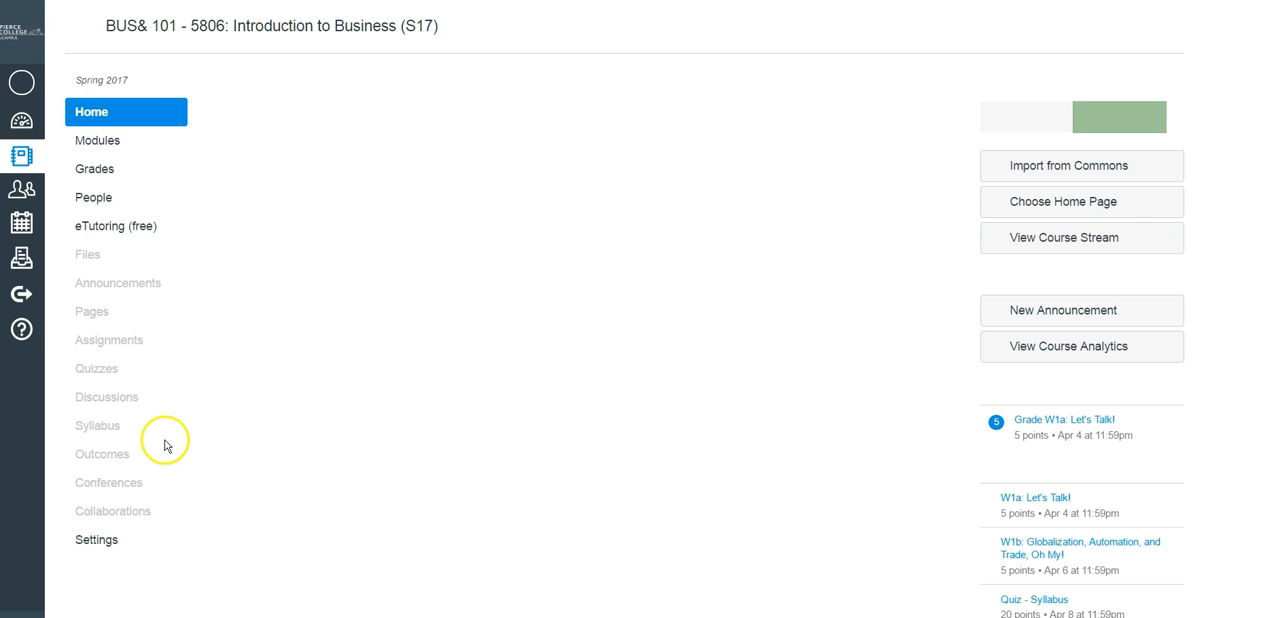 BUS& 101 - 5806: Introduction to Business (S17)
PIERCE
COLLEGE
Spring 2017
Home
Modules
Grades
People
eTutoring (free)
Files
Announcements
Pages
Assignments
Quizzes
Discussions
Syllabus
Outcomes
Conferences
Collaborations
Settings
Import from Commons
Choose Home Page
View Course Stream
New Announcement
View Course Analytics
5 Grade W1a: Let's Talk!
5 points • Apr 4 at 11:59pm
W1a: Let's Talk!
5 points • Apr 4 at 11:59pm
W1b: Globalization, Automation, and
Trade, Oh My!
5 points • Apr 6 at 11:59pm
Quiz - Syllabus
20 points • Apr 8 at 11:59pm